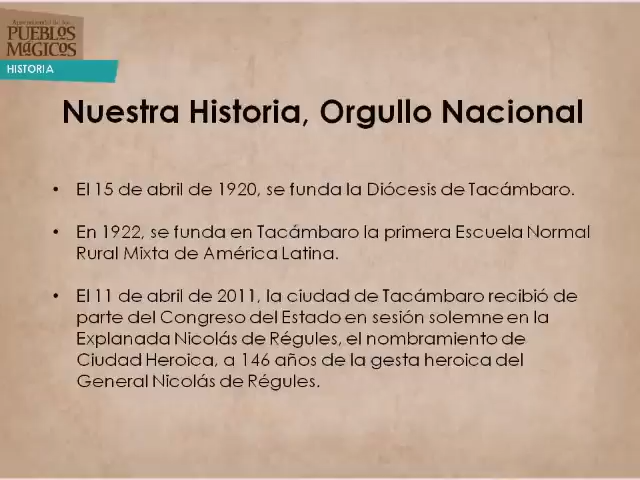 PUEBLOS
MÁGICOS
HISTORIA
Nuestra Historia, Orgullo Nacional
• El 15 de abril de 1920, se funda la Diócesis de Tacámbaro.
• En 1922, se funda en Tacámbaro la primera Escuela Normal
Rural Mixta de América Latina.
• El 11 de abril de 2011, la ciudad de Tacámbaro recibió de
parte del Congreso del Estado en sesión solemne en la
Explanada Nicolás de Régules, el nombramiento de
Ciudad Heroica, a 146 años de la gesta heroica del
General Nicolás de Régules.